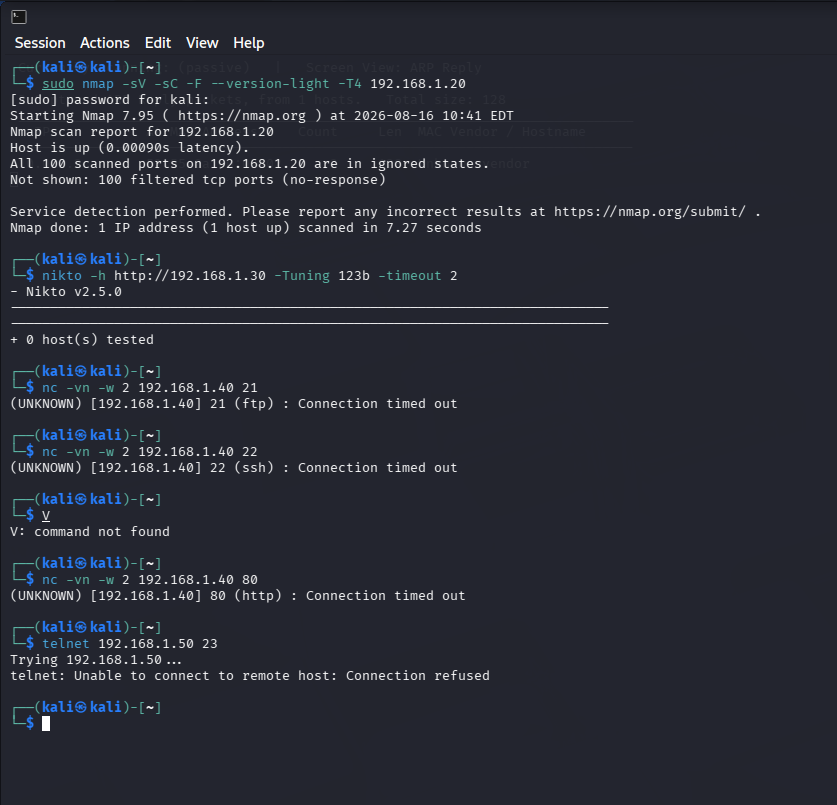 Session Actions Edit View Help
┌──(kali㉿kali)-[~]
└─$ sudo nmap -sV -sC -F --version-light -T4 192.168.1.20
[sudo] password for kali:
Starting Nmap 7.95 ( https://nmap.org ) at 2026-08-16 10:41 EDT
Nmap scan report for 192.168.1.20
Host is up (0.00090s latency).
All 100 scanned ports on 192.168.1.20 are in ignored states.
Not shown: 100 filtered tcp ports (no-response)
Service detection performed. Please report any incorrect results at https://nmap.org/submit/ .
Nmap done: 1 IP address (1 host up) scanned in 7.27 seconds
┌──(kali㉿kali)-[~]
└─$ nikto -h http://192.168.1.30 -Tuning 123b -timeout 2
- Nikto v2.5.0
+ 0 host(s) tested
┌──(kali㉿kali)-[~]
└─$ nc -vn -w 2 192.168.1.40 21
(UNKNOWN) [192.168.1.40] 21 (ftp) : Connection timed out
┌──(kali㉿kali)-[~]
└─$ nc -vn -w 2 192.168.1.40 22
(UNKNOWN) [192.168.1.40] 22 (ssh) : Connection timed out
┌──(kali㉿kali)-[~]
└─$ V
V: command not found
┌──(kali㉿kali)-[~]
└─$ nc -vn -w 2 192.168.1.40 80
(UNKNOWN) [192.168.1.40] 80 (http) : Connection timed out
┌──(kali㉿kali)-[~]
└─$ telnet 192.168.1.50 23
Trying 192.168.1.50...
telnet: Unable to connect to remote host: Connection refused
┌──(kali㉿kali)-[~]
└─$